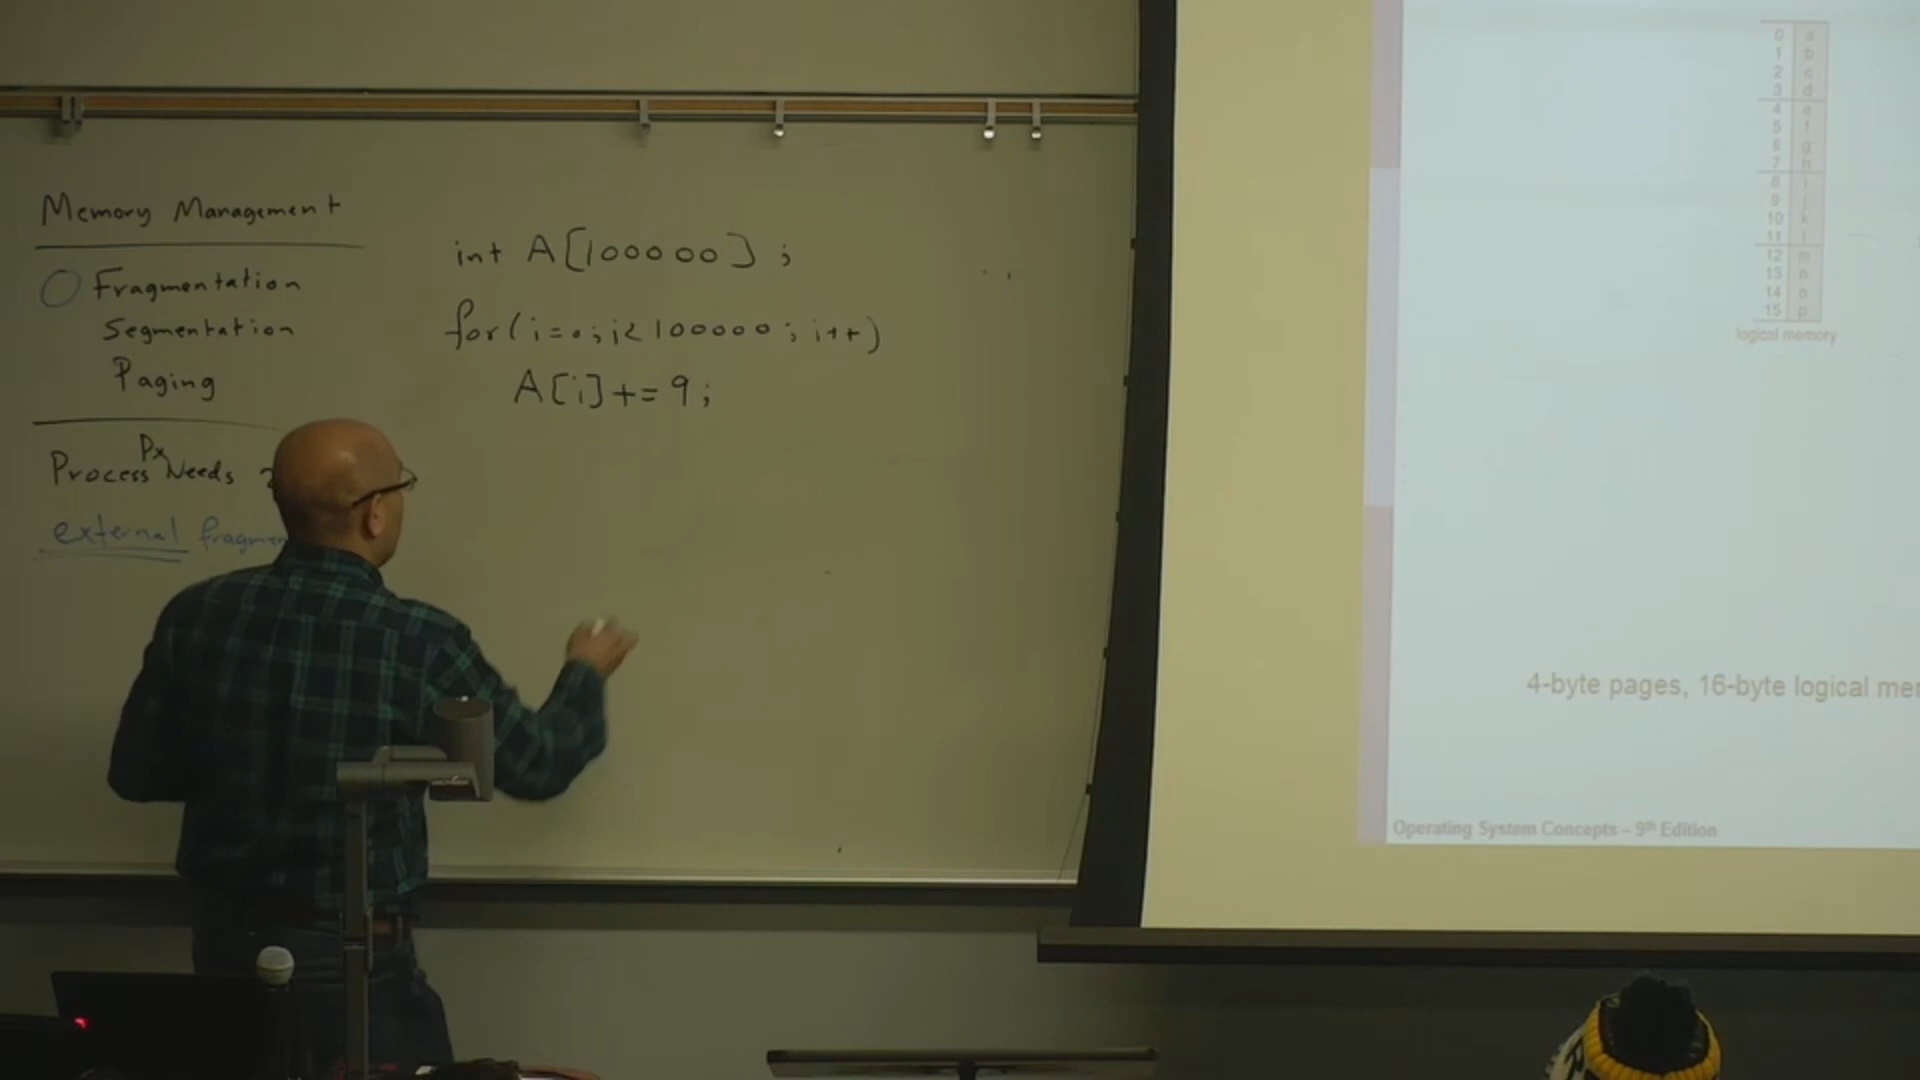 Memory Management
Fragmentation
Segmentation
Paging
Px
Process Needs
external
int A[100000];
for(i=0;i<100000;i++)
A[i]+=9;
0 a
1 b
2 c
3 d
4 e
5 f
6 g
7 h
8 i
9 j
10 k
11 l
12 m
13 n
14 o
15 p
logical memory
4-byte pages, 16-byte logical
Operating System Concepts – 9th Edition